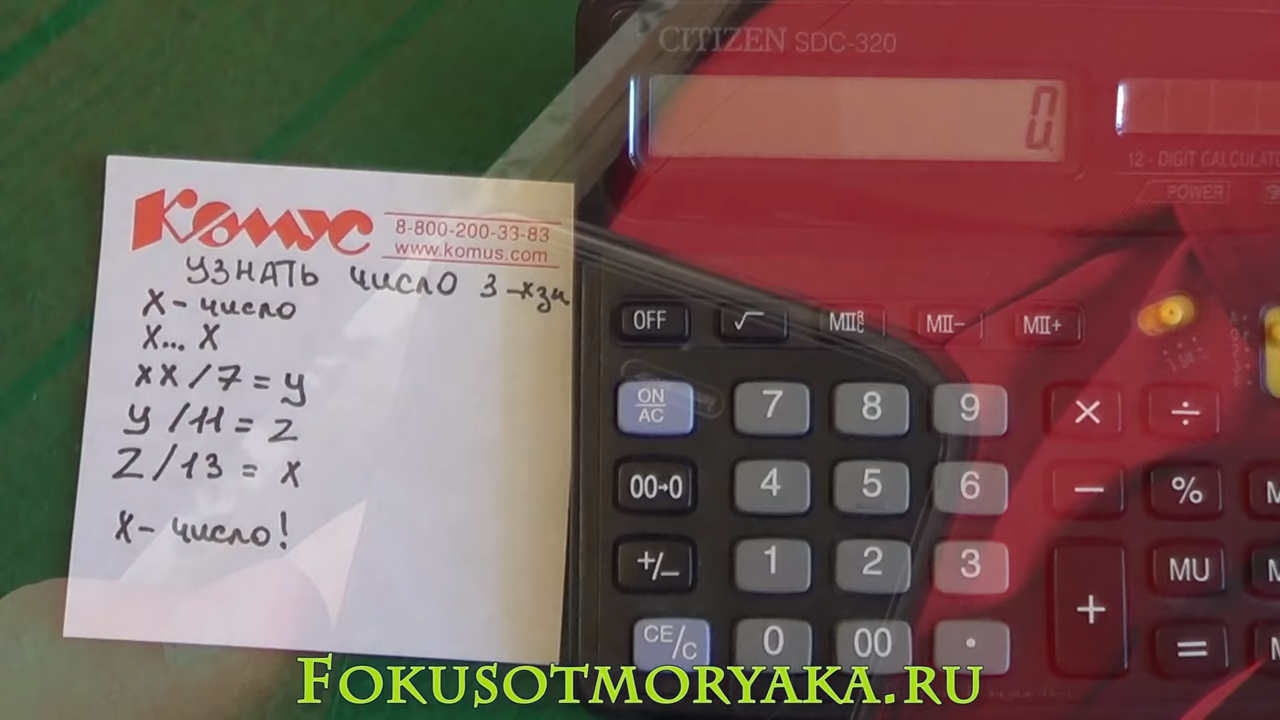 Комус
8-800-200-33-83
www.komus.com
УЗНАТЬ ЧИСЛО 3-х зн
X - число
X... X
XX/7 = y
y/11 = z
z/13 = x
X - число!
CITIZEN SDC-320
0
12 - DIGIT CALCULAT
POWER
OFF √ MII MII- MII+
ON/AC 7 8 9 × ÷
00→0 4 5 6 − % M
+/− 1 2 3 + MU M
CE/C 0 00 · = M
FOKUSOTMORYAKA.RU